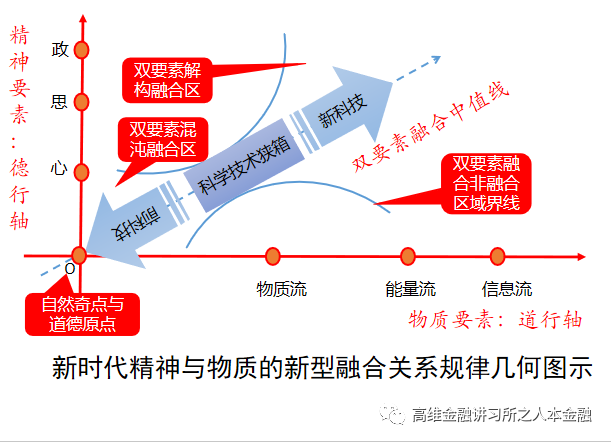 精神要素：德行轴
政
思
心
双要素解
构融合区
双要素混
沌融合区
新科技
科学技术狭箱
前科技
双要素融合中值线
双要素融
合非融合
区域界线
O
自然奇点与
道德原点
物质流
能量流
信息流
物质要素：道行轴
新时代精神与物质的新型融合关系规律几何图示
高维金融讲习所之人本金融